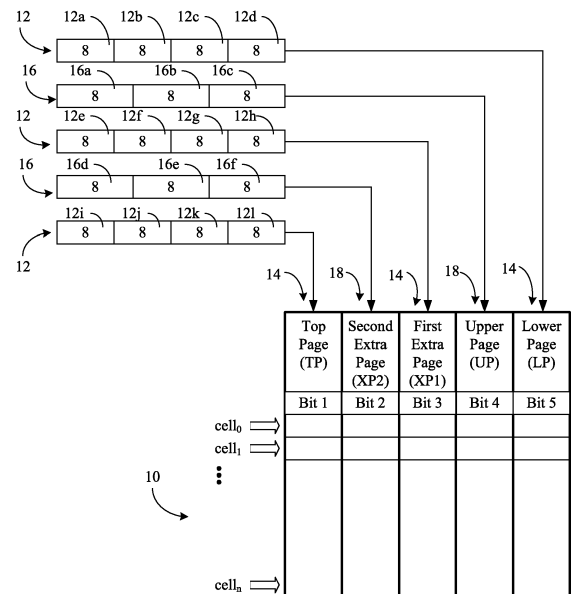 12 12a 12b 12c 12d
8 8 8 8
16 16a 16b 16c
8 8 8
12 12e 12f 12g 12h
8 8 8 8
16 16d 16e 16f
8 8 8
12i 12j 12k 12l
8 8 8 8
12
14 18 14 18 14
Top Page (TP)
Second Extra Page (XP2)
First Extra Page (XP1)
Upper Page (UP)
Lower Page (LP)
Bit 1 Bit 2 Bit 3 Bit 4 Bit 5
cell0
cell1
10
celln